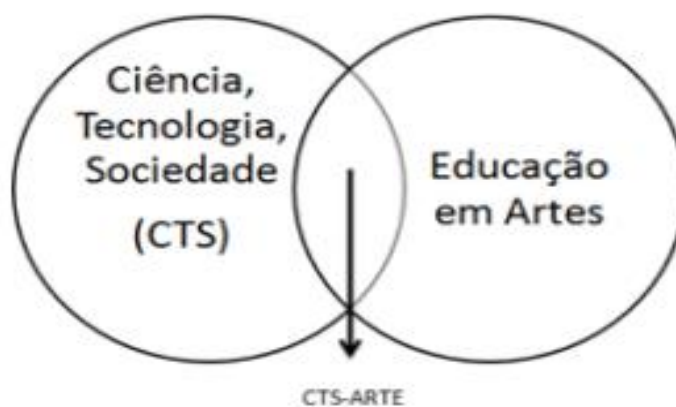 Ciência,
Tecnologia,
Sociedade
(CTS)
Educação
em Artes
CTS-ARTE